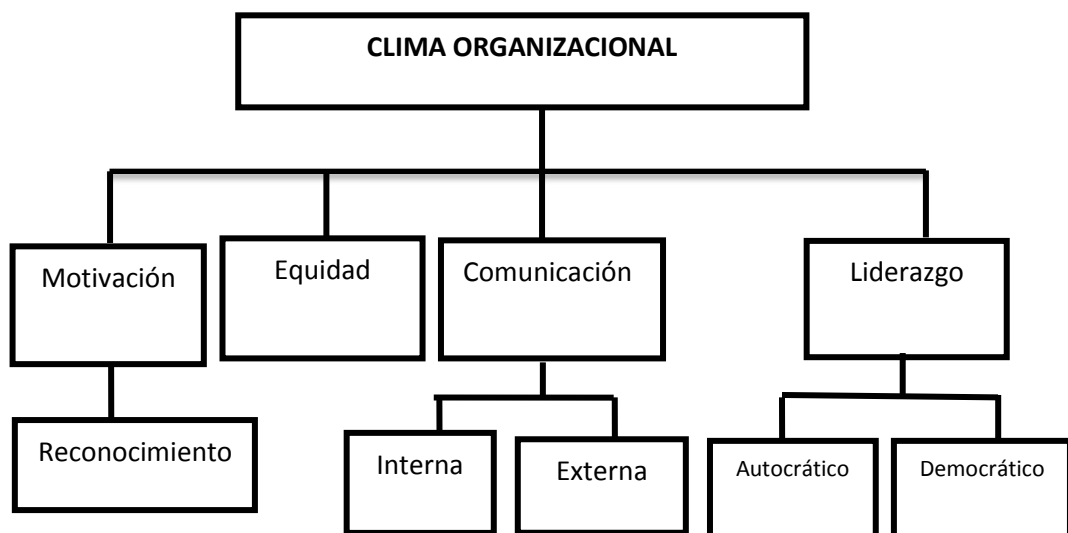 CLIMA ORGANIZACIONAL
Motivación
Equidad
Comunicación
Liderazgo
Reconocimiento
Interna
Externa
Autocrático
Democrático